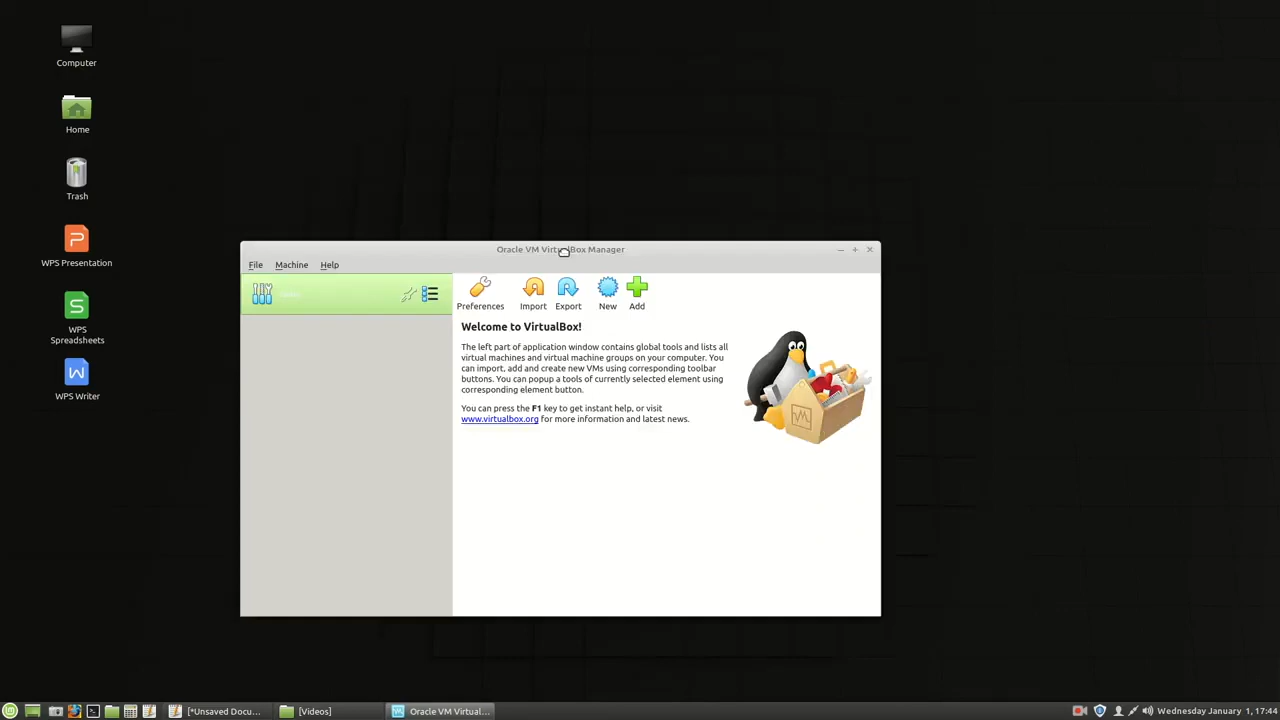 Computer
Home
Trash
WPS Presentation
WPS
Spreadsheets
WPS Writer
Oracle VM VirtualBox Manager
File Machine Help
Preferences Import Export New Add
Welcome to VirtualBox!
The left part of application window contains global tools and lists all
virtual machines and virtual machine groups on your computer. You
can import, add and create new VMs using corresponding toolbar
buttons. You can popup a tools of currently selected element using
corresponding element button.
You can press the F1 key to get instant help, or visit
www.virtualbox.org for more information and latest news.
[*Unsaved Docu... [Videos] Oracle VM Virtual... Wednesday January 1, 17:44